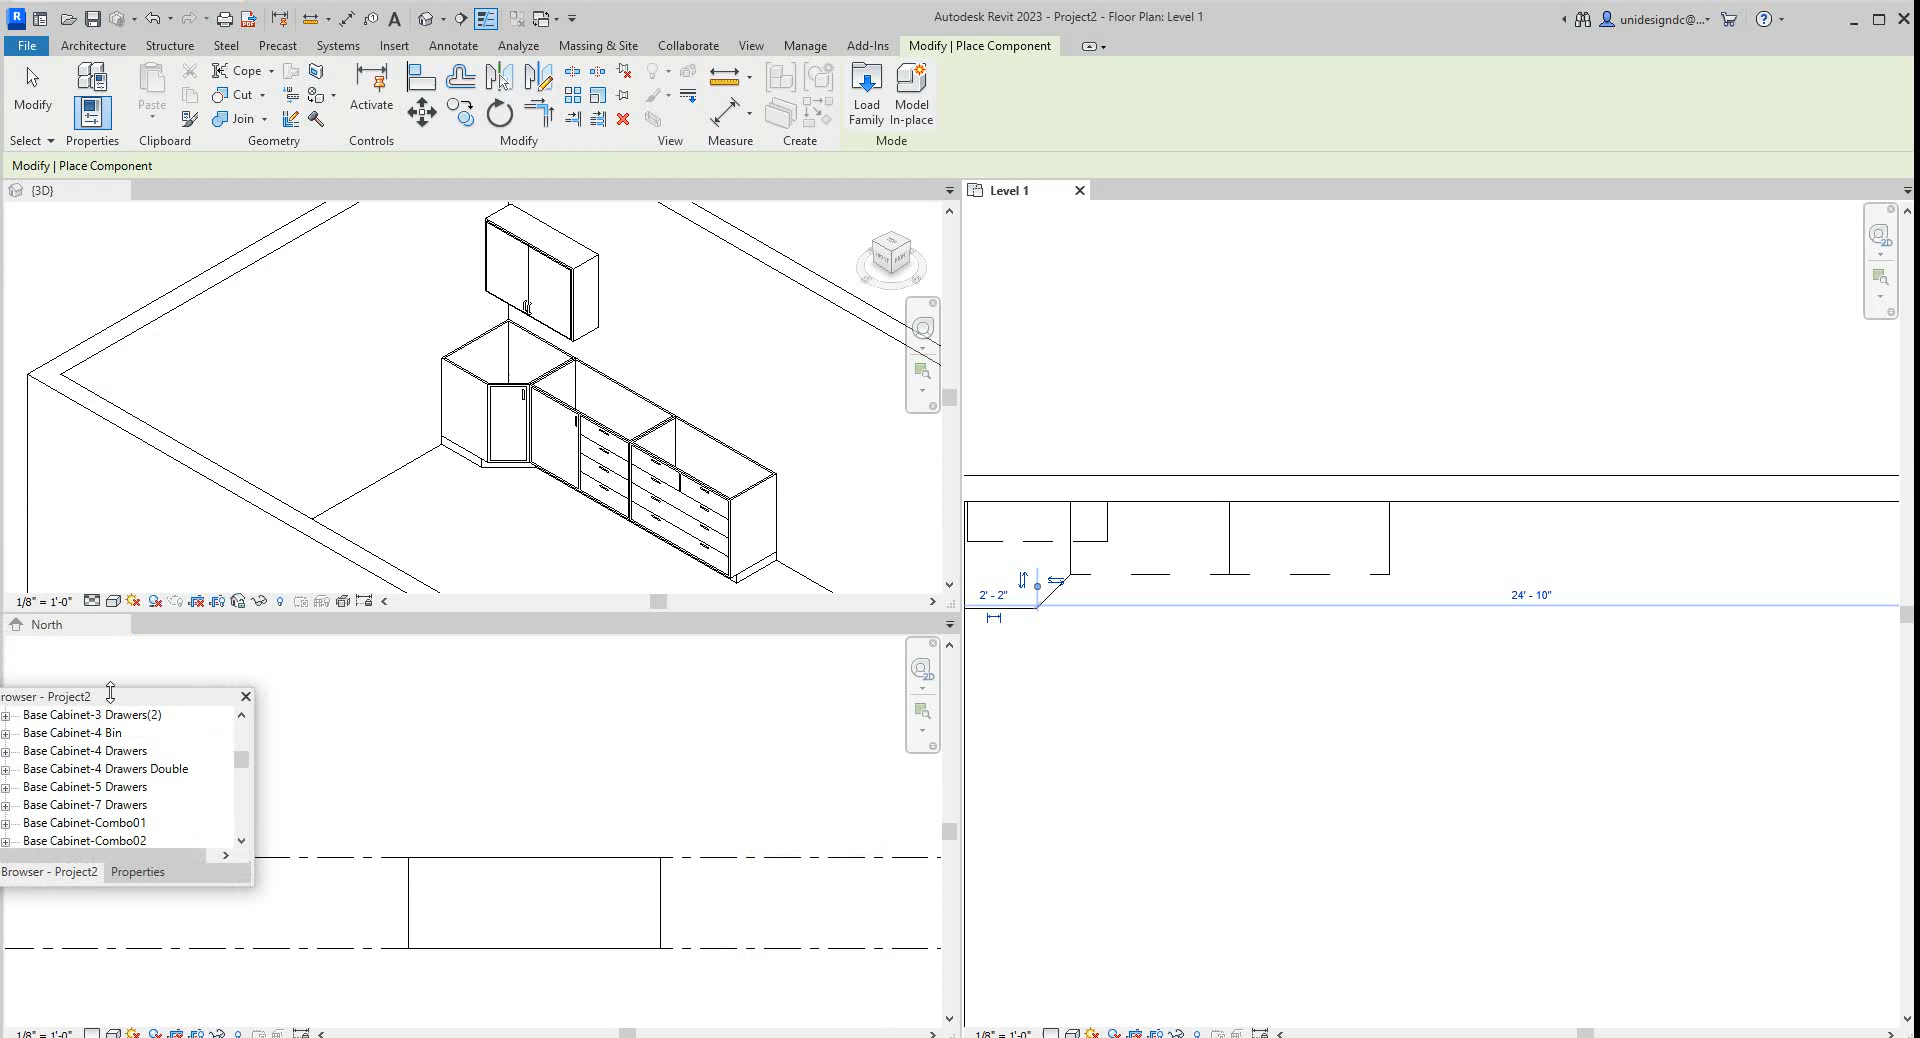 Autodesk Revit 2023 - Project2 - Floor Plan: Level 1
unidesigndc@...
File Architecture Structure Steel Precast Systems Insert Annotate Analyze Massing & Site Collaborate View Manage Add-Ins Modify | Place Component
Modify
Paste
Cope
Cut
Join
Activate
Load Family
Model In-place
Select Properties Clipboard Geometry Controls Modify View Measure Create Mode
Modify | Place Component
{3D}
Level 1
2D
1/8" = 1'-0"
2' - 2"
24' - 10"
North
2D
rowser - Project2
Base Cabinet-3 Drawers(2)
Base Cabinet-4 Bin
Base Cabinet-4 Drawers
Base Cabinet-4 Drawers Double
Base Cabinet-5 Drawers
Base Cabinet-7 Drawers
Base Cabinet-Combo01
Base Cabinet-Combo02
Browser - Project2 Properties
1/8" = 1'-0"
1/8" = 1'-0"